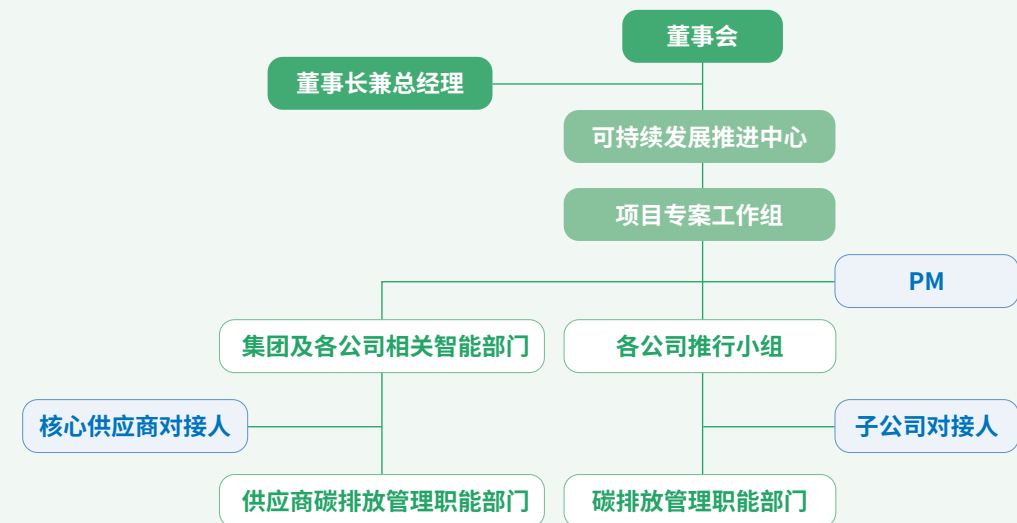 董事会
董事长兼总经理
可持续发展推进中心
项目专案工作组
PM
集团及各公司相关智能部门
各公司推行小组
核心供应商对接人
子公司对接人
供应商碳排放管理职能部门
碳排放管理职能部门